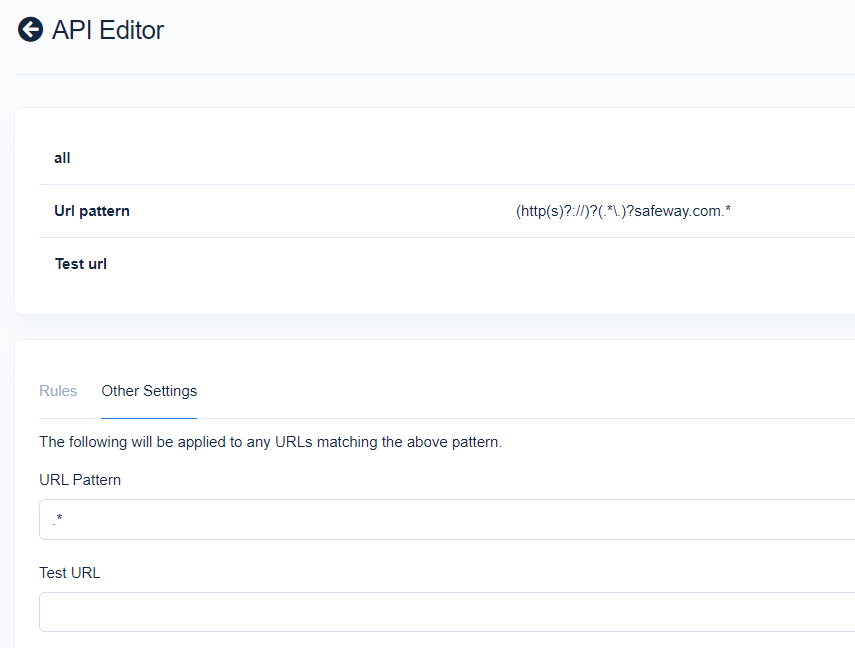 API Editor
all
Url pattern (http(s)?://)?(.*\.)?safeway.com.*
Test url
Rules Other Settings
The following will be applied to any URLs matching the above pattern.
URL Pattern
.*
Test URL